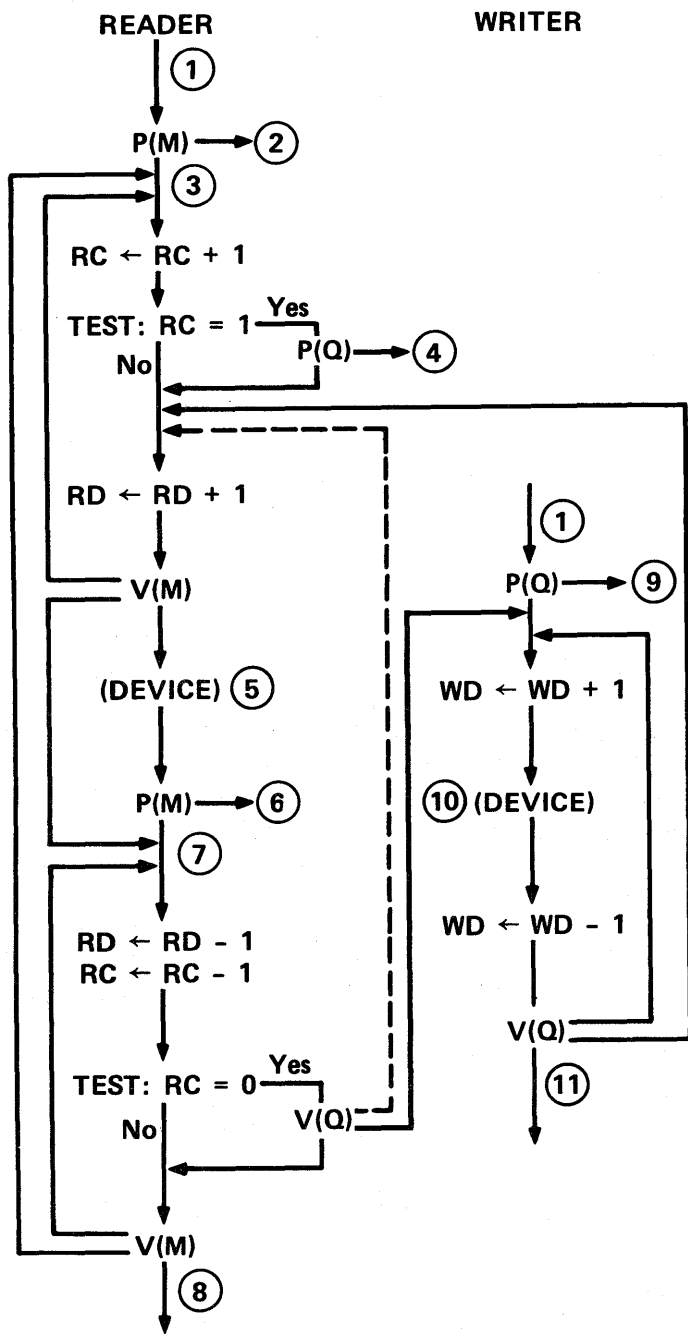 READER
WRITER
①
P(M)
②
③
RC ← RC + 1
TEST: RC = 1
Yes
P(Q)
④
No
RD ← RD + 1
V(M)
(DEVICE) ⑤
P(M)
⑥
⑦
RD ← RD - 1
RC ← RC - 1
TEST: RC = 0
Yes
V(Q)
No
V(M)
⑧
①
P(Q)
⑨
WD ← WD + 1
⑩ (DEVICE)
WD ← WD - 1
V(Q)
⑪